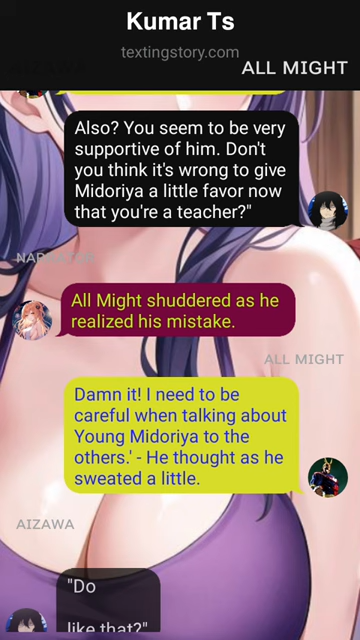 Kumar Ts
textingstory.com
AIZAWA
ALL MIGHT
Also? You seem to be very
supportive of him. Don't
you think it's wrong to give
Midoriya a little favor now
that you're a teacher?"
NARRATOR
All Might shuddered as he
realized his mistake.
ALL MIGHT
Damn it! I need to be
careful when talking about
Young Midoriya to the
others.' - He thought as he
sweated a little.
AIZAWA
"Do
like that?"